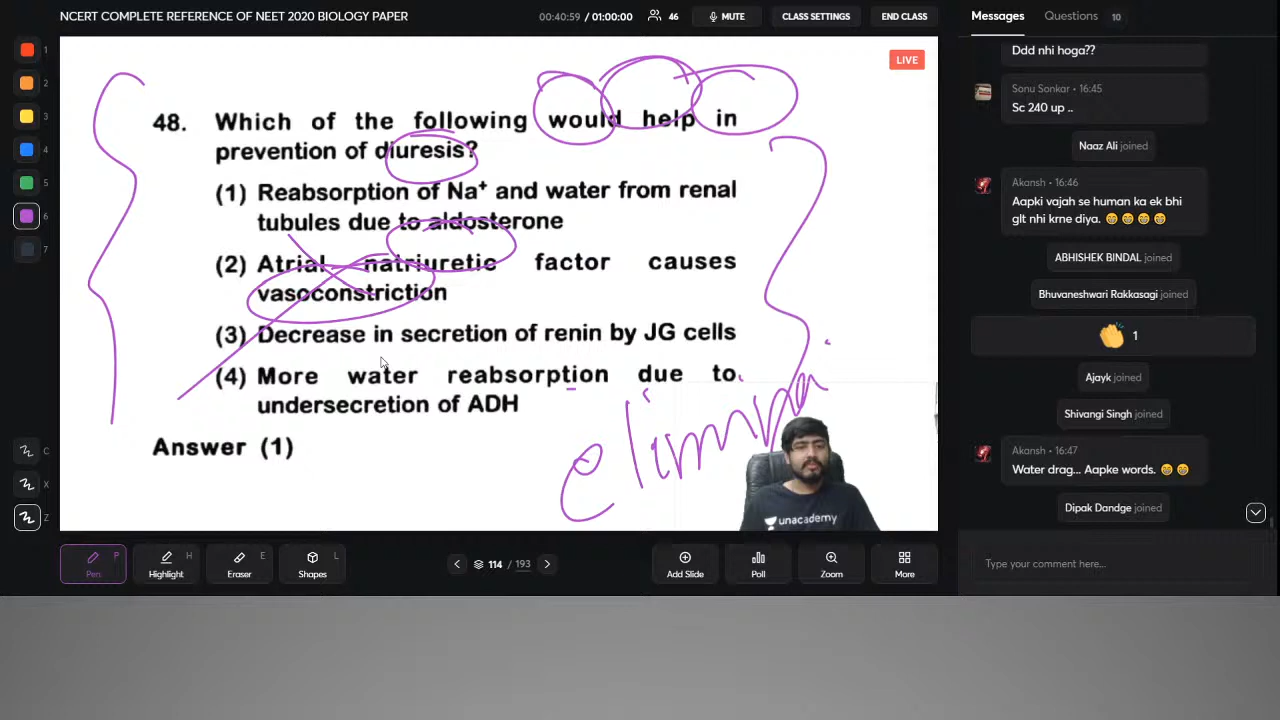 NCERT COMPLETE REFERENCE OF NEET 2020 BIOLOGY PAPER
00:40:59 / 01:00:00
46
MUTE
CLASS SETTINGS
END CLASS
Messages
Questions 10
LIVE
1
2
3
4
5
6
7
C
X
Z
48. Which of the following would help in
prevention of diuresis?
(1) Reabsorption of Na⁺ and water from renal
tubules due to aldosterone
(2) Atrial natriuretic factor causes
vasoconstriction
(3) Decrease in secretion of renin by JG cells
(4) More water reabsorption due to
undersecretion of ADH
Answer (1)
unacademy
Ddd nhi hoga??
Sonu Sonkar • 16:45
Sc 240 up ..
Naaz Ali joined
Akansh • 16:46
Aapki vajah se human ka ek bhi
glt nhi krne diya. 😁 😁 😁 😁
ABHISHEK BINDAL joined
Bhuvaneshwari Rakkasagi joined
👏 1
Ajayk joined
Shivangi Singh joined
Akansh • 16:47
Water drag... Aapke words. 😁 😁
Dipak Dandge joined
Type your comment here...
Pen P
Highlight H
Eraser E
Shapes L
114 / 193
Add Slide
Poll
Zoom
More